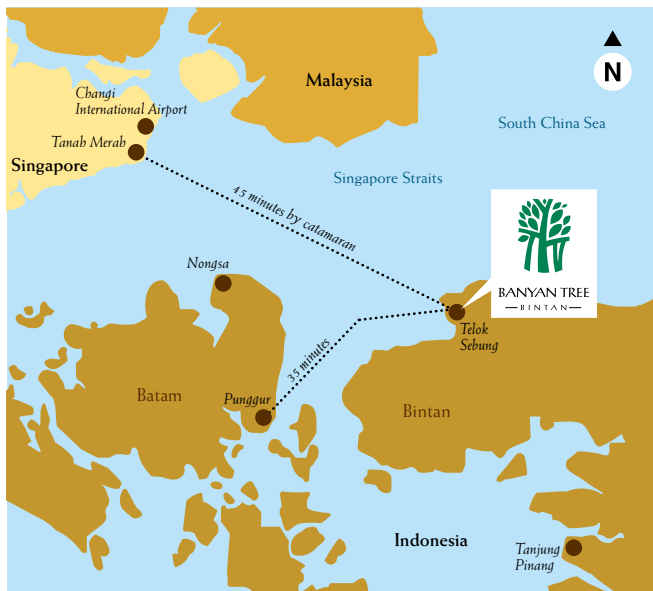 Malaysia
N
Changi
International Airport
South China Sea
Tanah Merah
Singapore
Singapore Straits
45 minutes by catamaran
BANYAN TREE
BINTAN
Nongsa
Telok
Sebung
35 minutes
Batam
Punggur
Bintan
Indonesia
Tanjung
Pinang